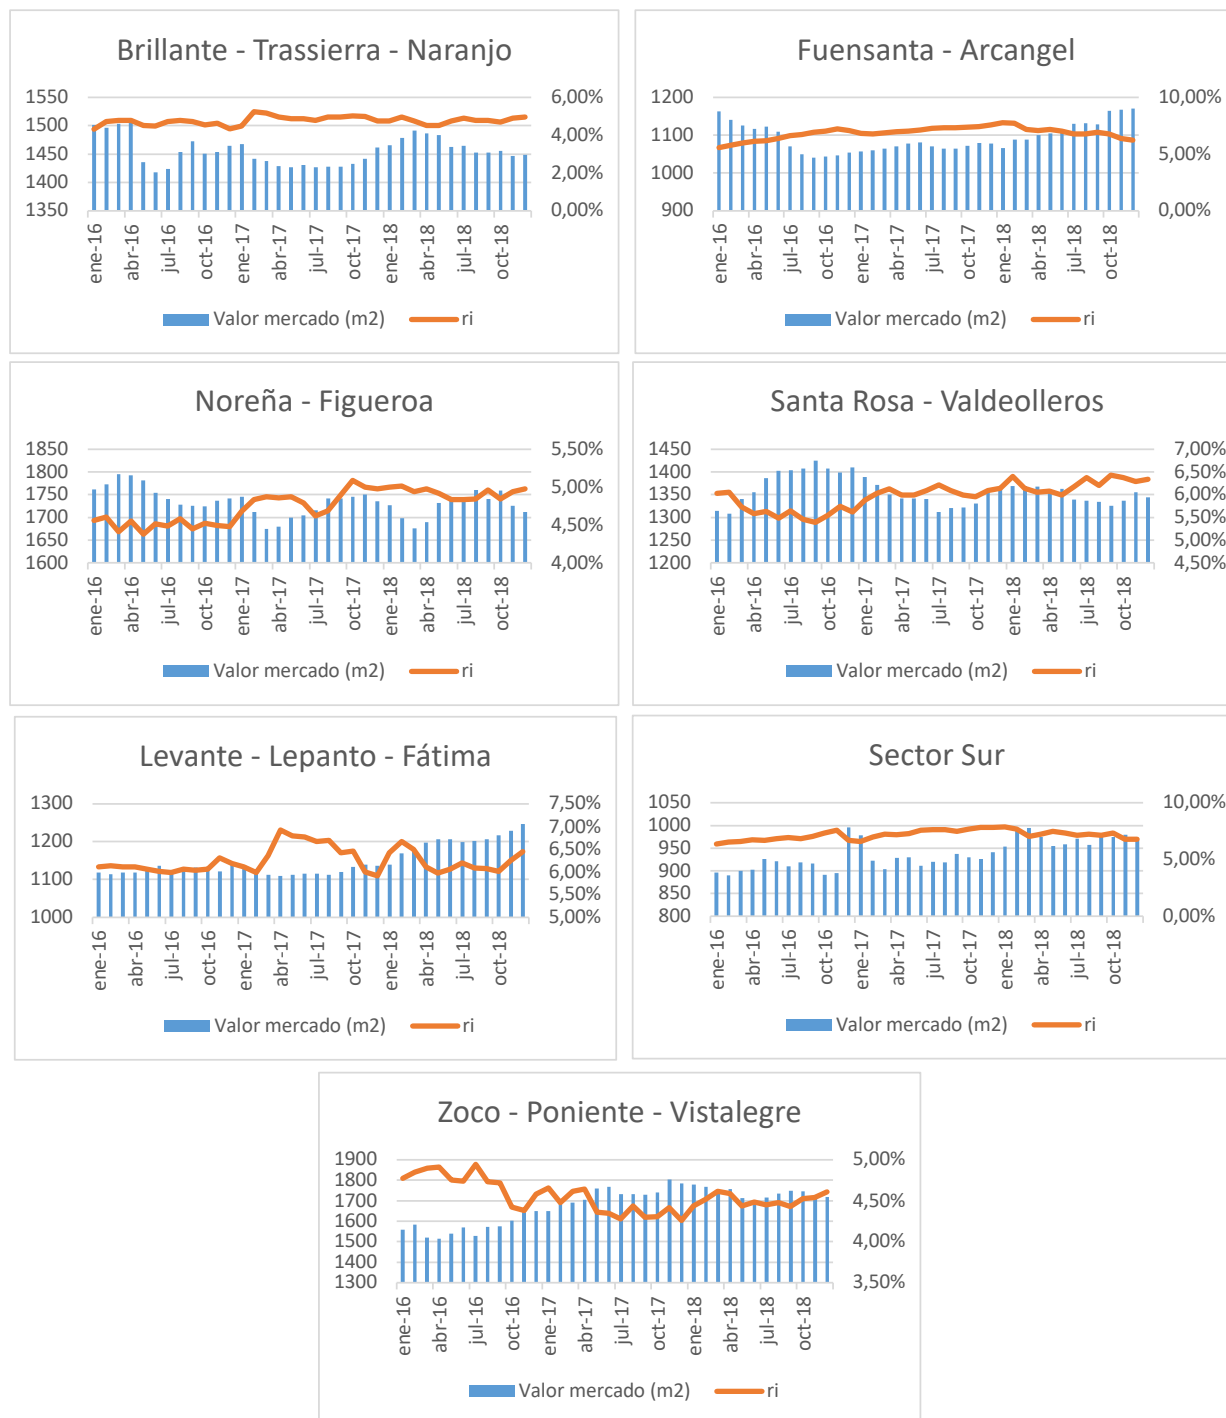 Brillante - Trassierra - Naranjo
1550 6,00%
1500
4,00%
1450
2,00%
1400
1350 0,00%
ene-16 abr-16 jul-16 oct-16 ene-17 abr-17 jul-17 oct-17 ene-18 abr-18 jul-18 oct-18
Valor mercado (m2) ri
Fuensanta - Arcangel
1200 10,00%
1100
5,00%
1000
900 0,00%
ene-16 abr-16 jul-16 oct-16 ene-17 abr-17 jul-17 oct-17 ene-18 abr-18 jul-18 oct-18
Valor mercado (m2) ri
Noreña - Figueroa
1850 5,50%
1800
1750 5,00%
1700
1650 4,50%
1600 4,00%
ene-16 abr-16 jul-16 oct-16 ene-17 abr-17 jul-17 oct-17 ene-18 abr-18 jul-18 oct-18
Valor mercado (m2) ri
Santa Rosa - Valdeolleros
1450 7,00%
1400 6,50%
1350 6,00%
1300 5,50%
1250 5,00%
1200 4,50%
ene-16 abr-16 jul-16 oct-16 ene-17 abr-17 jul-17 oct-17 ene-18 abr-18 jul-18 oct-18
Valor mercado (m2) ri
Levante - Lepanto - Fátima
1300 7,50%
7,00%
1200 6,50%
6,00%
1100 5,50%
1000 5,00%
ene-16 abr-16 jul-16 oct-16 ene-17 abr-17 jul-17 oct-17 ene-18 abr-18 jul-18 oct-18
Valor mercado (m2) ri
Sector Sur
1050 10,00%
1000
950
900 5,00%
850
800 0,00%
ene-16 abr-16 jul-16 oct-16 ene-17 abr-17 jul-17 oct-17 ene-18 abr-18 jul-18 oct-18
Valor mercado (m2) ri
Zoco - Poniente - Vistalegre
1900 5,00%
1800
1700 4,50%
1600
1500 4,00%
1400
1300 3,50%
ene-16 abr-16 jul-16 oct-16 ene-17 abr-17 jul-17 oct-17 ene-18 abr-18 jul-18 oct-18
Valor mercado (m2) ri